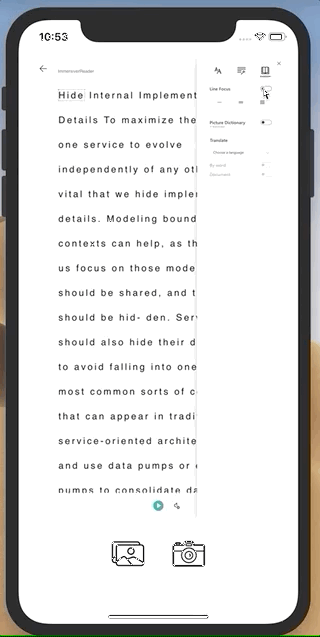 10:53
ImmersiveReader
Hide Internal Implement
Details To maximize the
one service to evolve
independently of any oth
vital that we hide imple
details. Modeling bound
contexts can help, as th
us focus on those mode
should be shared, and t
should be hid- den. Serv
should also hide their d
to avoid falling into one
most common sorts of c
that can appear in tradi
service-oriented archite
and use data pumps or
pumps to consolidate da
Line Focus
Picture Dictionary
Translate
Choose a language
By word
Document